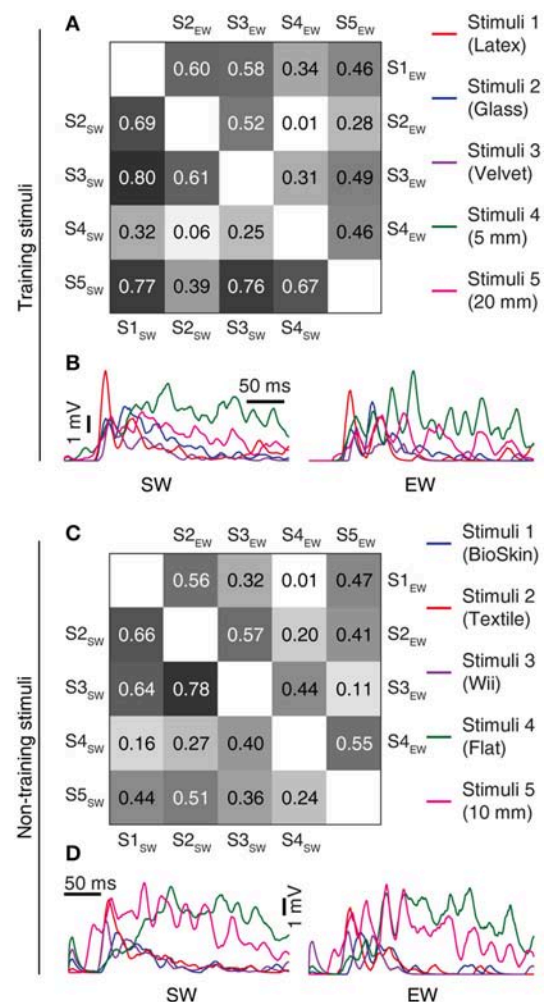 Training stimuli
A
S2EW S3EW S4EW S5EW
0.60 0.58 0.34 0.46 S1EW
S2SW 0.69 0.52 0.01 0.28 S2EW
S3SW 0.80 0.61 0.31 0.49 S3EW
S4SW 0.32 0.06 0.25 0.46 S4EW
S5SW 0.77 0.39 0.76 0.67
S1SW S2SW S3SW S4SW
Stimuli 1
(Latex)
Stimuli 2
(Glass)
Stimuli 3
(Velvet)
Stimuli 4
(5 mm)
Stimuli 5
(20 mm)
B
1 mV
50 ms
SW
EW
Non-training stimuli
C
S2EW S3EW S4EW S5EW
0.56 0.32 0.01 0.47 S1EW
S2SW 0.66 0.57 0.20 0.41 S2EW
S3SW 0.64 0.78 0.44 0.11 S3EW
S4SW 0.16 0.27 0.40 0.55 S4EW
S5SW 0.44 0.51 0.36 0.24
S1SW S2SW S3SW S4SW
Stimuli 1
(BioSkin)
Stimuli 2
(Textile)
Stimuli 3
(Wii)
Stimuli 4
(Flat)
Stimuli 5
(10 mm)
D
50 ms
1 mV
SW
EW